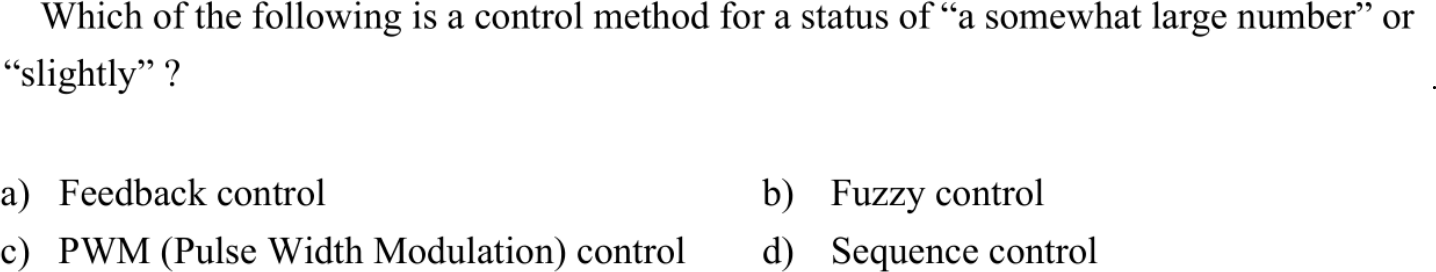 Which of the following is a control method for a status of “a somewhat large number” or
“slightly” ?
.
a) Feedback control b) Fuzzy control
c) PWM (Pulse Width Modulation) control d) Sequence control